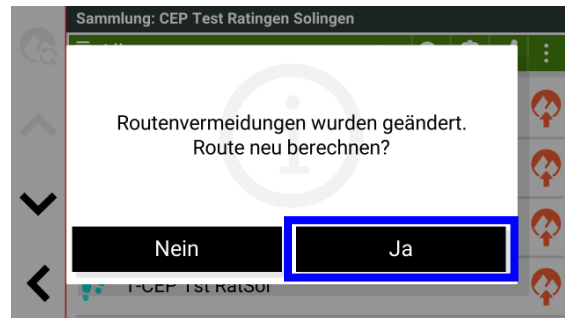 Sammlung: CEP Test Ratingen Solingen
Routenvermeidungen wurden geändert.
Route neu berechnen?
Nein
Ja
T-CEP Tst RatSol